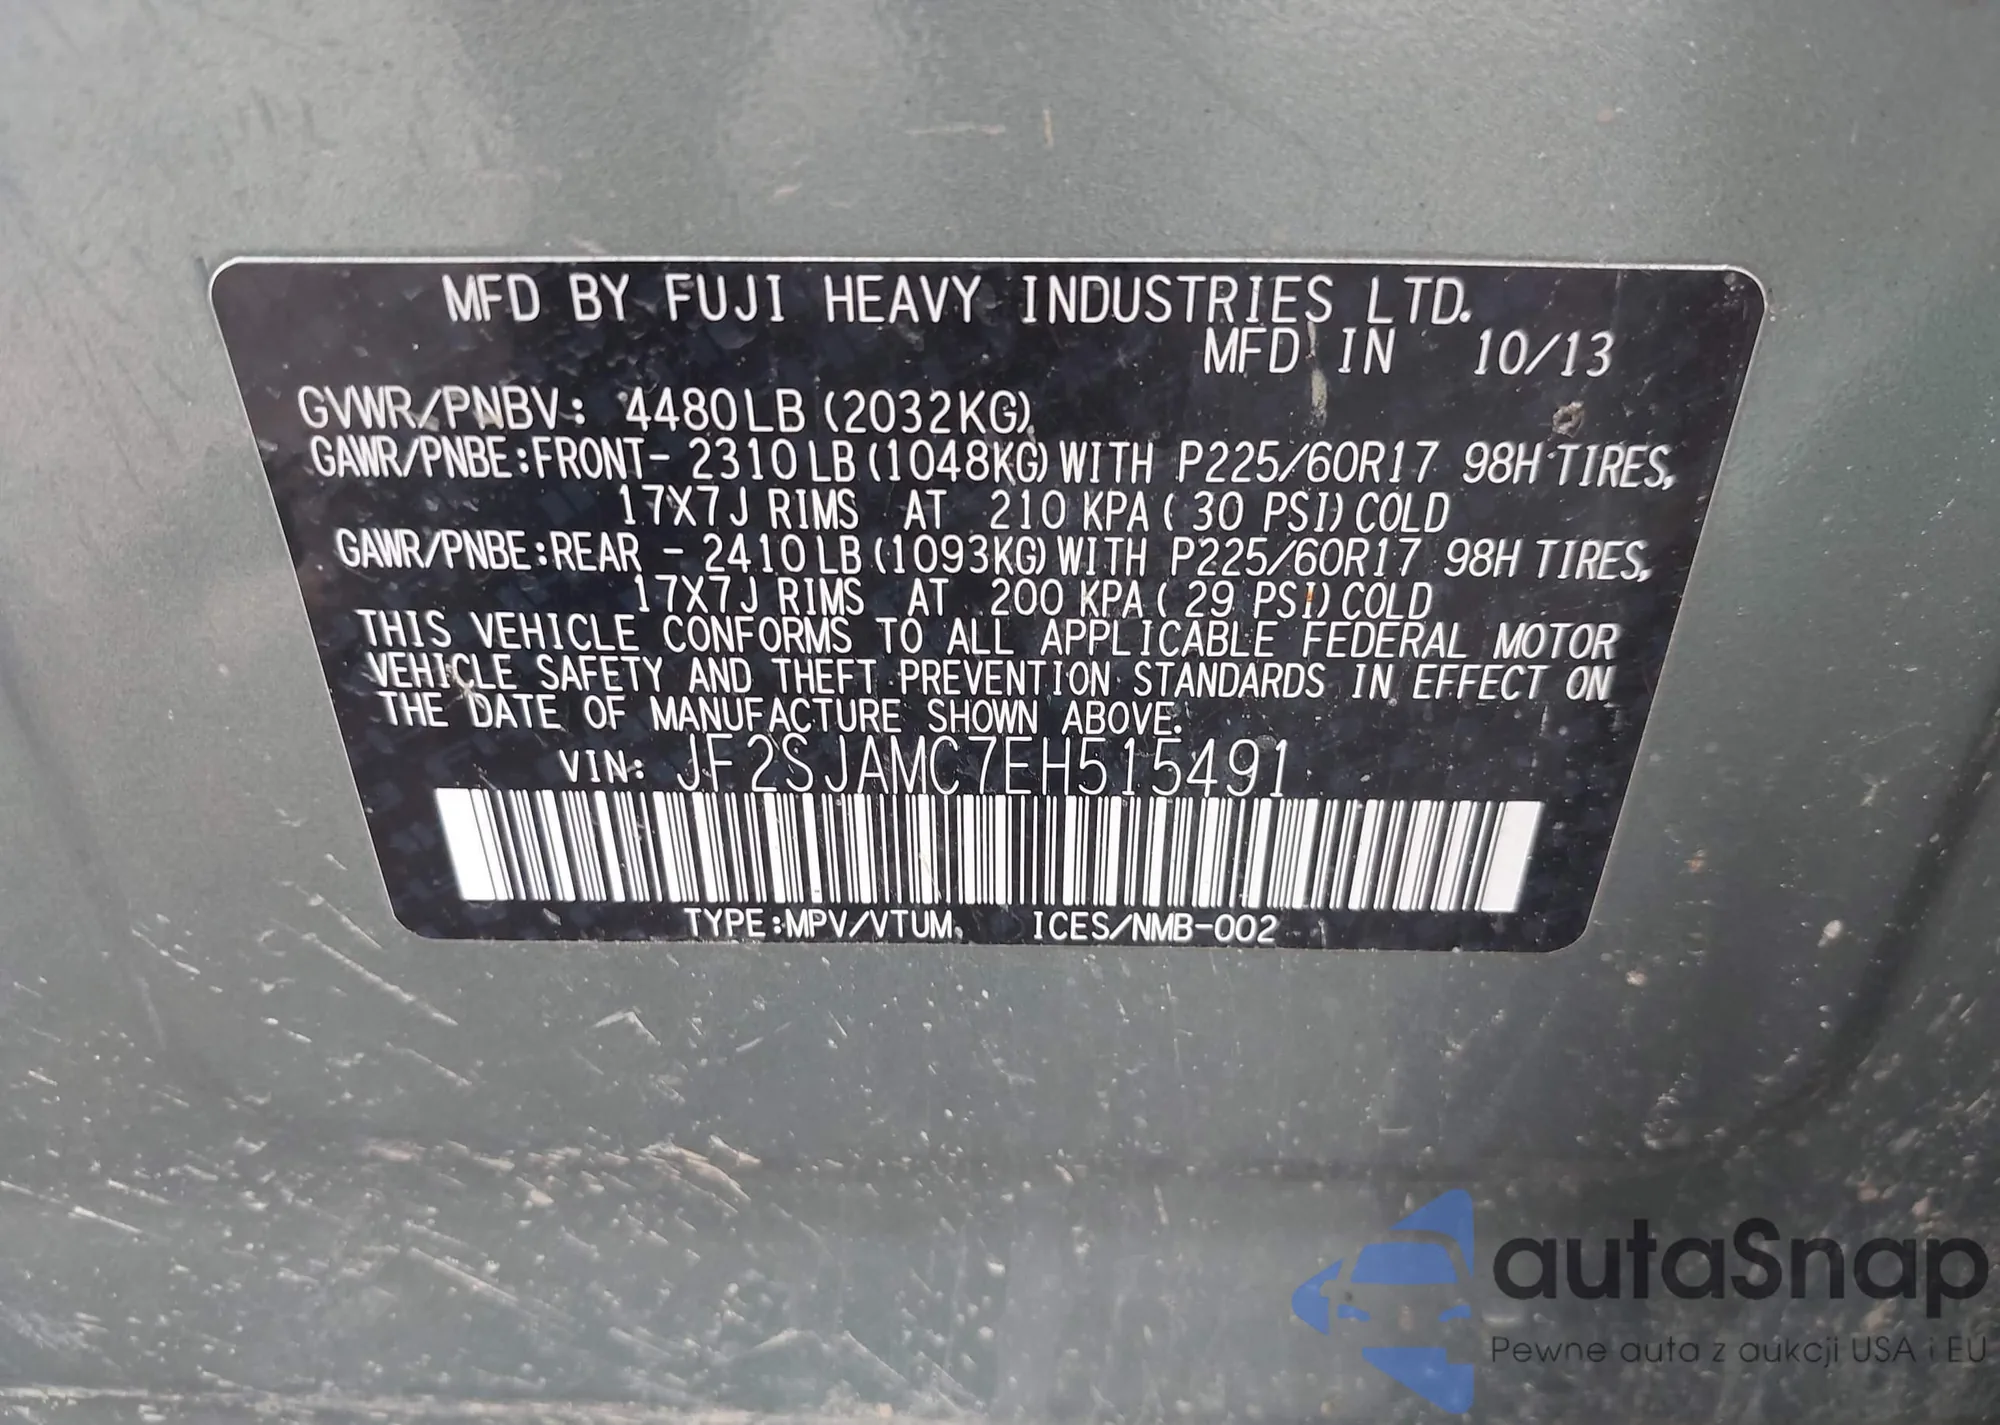 MFD BY FUJI HEAVY INDUSTRIES LTD.
MFD IN 10/13
GVWR/PNBV: 4480LB (2032KG)
GAWR/PNBE:FRONT- 2310LB (1048KG) WITH P225/60R17 98H TIRES,
17X7J RIMS AT 210 KPA ( 30 PSI) COLD
GAWR/PNBE:REAR - 2410LB (1093KG) WITH P225/60R17 98H TIRES,
17X7J RIMS AT 200 KPA ( 29 PSI) COLD
THIS VEHICLE CONFORMS TO ALL APPLICABLE FEDERAL MOTOR
VEHICLE SAFETY AND THEFT PREVENTION STANDARDS IN EFFECT ON
THE DATE OF MANUFACTURE SHOWN ABOVE.
VIN: JF2SJAMC7EH515491
TYPE:MPV/VTUM ICES/NMB-002
autaSnap
Pewne auta z aukcji USA i EU